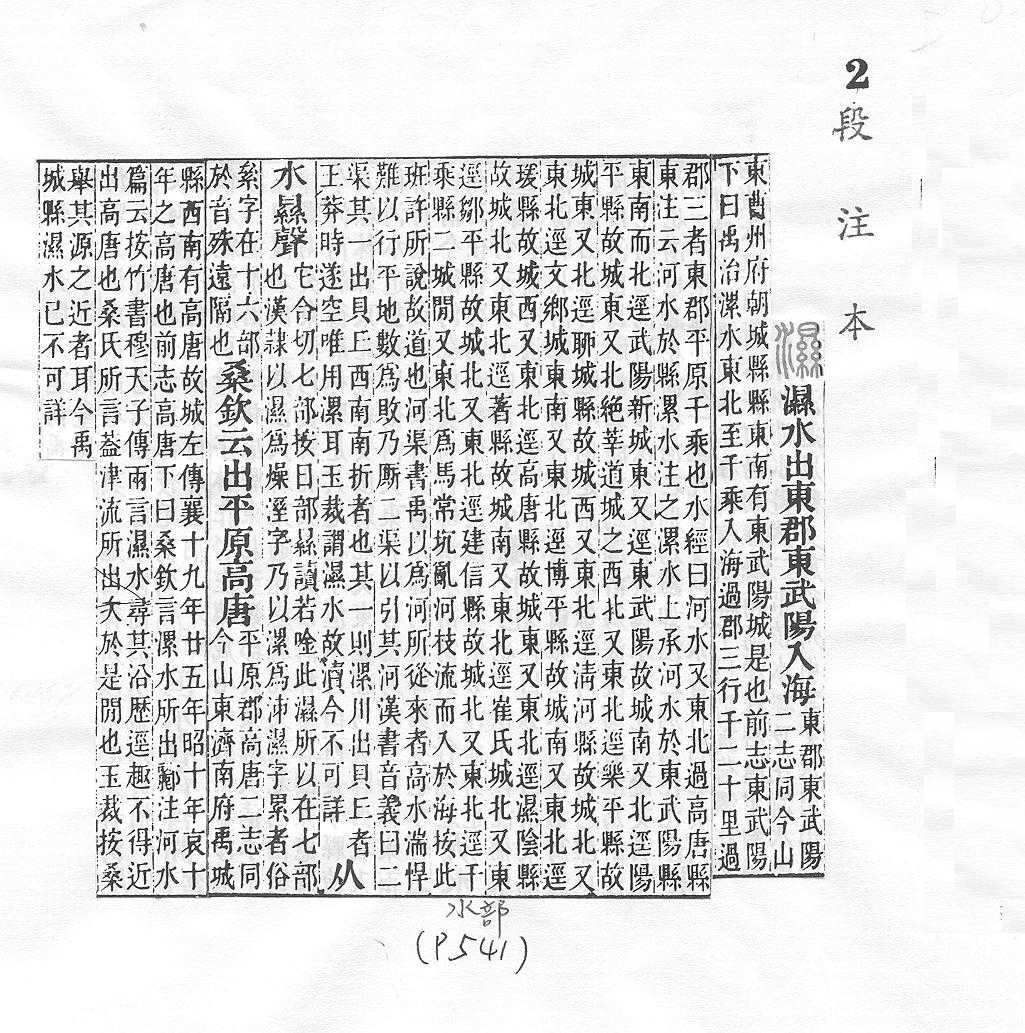 2段注本
濕
濕水出東郡東武陽入海
東郡東武陽
二志同今山
東曹州府朝城縣縣東南有東武陽城是也前志東武陽
下曰禹治漯水東北至千乘入海過郡三行千二十里過
郡三者東郡平原千乘也水經曰河水又東北過高唐縣
東注云河水於縣漯水注之漯水上承河水於東武陽縣
東南而北逕武陽新城東又逕東武陽故城南又北逕陽
平縣故城東又北絶莘道城之西北又東北逕樂平縣故
城東又北逕聊城縣故城西又東北逕淸河縣故城北又
東北逕文鄉城東南又東北逕博平縣故城南又東北逕
瑗縣故城西又東北逕高唐縣故城東又東北逕濕陰縣
故城北又東北逕著縣故城南又東北逕崔氏城北又東
逕鄒平縣故城北又東北逕建信縣故城北又東北逕千
乘縣二城閒又東北爲馬常坑亂河枝流而入於海按此
班許所說故道也河渠書禹以爲河所從來者高水湍悍
難以行平地數爲敗乃厮二渠以引其河漢書音義曰二
渠其一出貝丘西南南折者也其一則漯川出貝丘者
王莽時遂空唯用漯耳玉裁謂濕水故瀆今不可詳
从
水㬎聲
它合切七部按日部㬎讀若唫此濕所以在七部
也漢隸以濕爲燥溼字乃以漯爲沛濕字累者俗
絫字在十六部
於音殊遠隔也
桑欽云出平原高唐
平原郡高唐二志同
今山東濟南府禹城
縣西南有高唐故城左傳襄十九年廿五年昭十年哀十
年之高唐也前志高唐下曰桑欽言漯水所出酈注河水
篇云按竹書穆天子傳兩言濕水尋其沿歷逕趣不得近
出高唐也桑氏所言葢津流所出次於是閒也玉裁按桑
舉其源之近者耳今禹
城縣濕水已不可詳
水部
(P541)